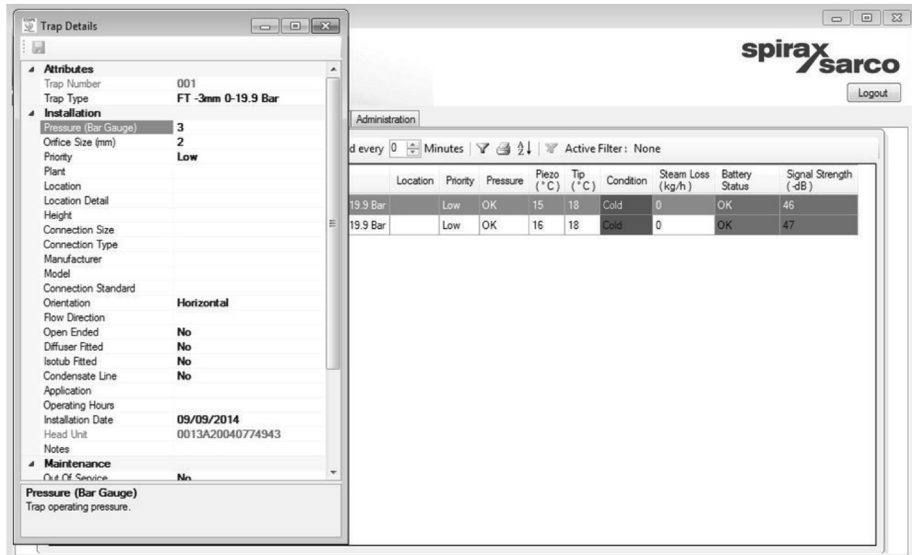 Trap Details
Attributes
Trap Number 001
Trap Type FT -3mm 0-19.9 Bar
Installation
Pressure (Bar Gauge) 3
Orifice Size (mm) 2
Priority Low
Plant
Location
Location Detail
Height
Connection Size
Connection Type
Manufacturer
Model
Connection Standard
Orientation Horizontal
Flow Direction
Open Ended No
Diffuser Fitted No
Isotub Fitted No
Condensate Line No
Application
Operating Hours
Installation Date 09/09/2014
Head Unit 0013A20040774943
Notes
Maintenance
Out Of Service No
Pressure (Bar Gauge)
Trap operating pressure.
spirax
sarco
Logout
Administration
d every 0 Minutes Active Filter : None
Location Priority Pressure Piezo (°C) Tip (°C) Condition Steam Loss (kg/h) Battery Status Signal Strength (-dB)
19.9 Bar Low OK 15 18 Cold 0 OK 46
19.9 Bar Low OK 16 18 Cold 0 OK 47